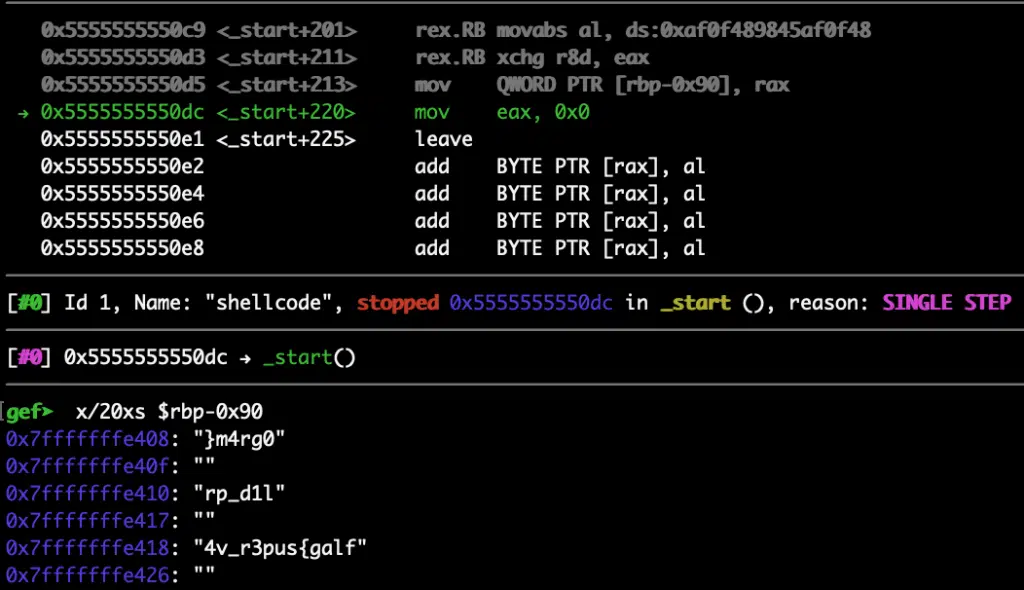 0x5555555550c9 <_start+201> rex.RB movabs al, ds:0xaf0f489845af0f48
0x5555555550d3 <_start+211> rex.RB xchg r8d, eax
0x5555555550d5 <_start+213> mov QWORD PTR [rbp-0x90], rax
→ 0x5555555550dc <_start+220> mov eax, 0x0
0x5555555550e1 <_start+225> leave
0x5555555550e2 add BYTE PTR [rax], al
0x5555555550e4 add BYTE PTR [rax], al
0x5555555550e6 add BYTE PTR [rax], al
0x5555555550e8 add BYTE PTR [rax], al
[#0] Id 1, Name: "shellcode", stopped 0x5555555550dc in _start (), reason: SINGLE STEP
[#0] 0x5555555550dc → _start()
gef➤ x/20xs $rbp-0x90
0x7fffffffe408: "}m4rg0"
0x7fffffffe40f: ""
0x7fffffffe410: "rp_d1l"
0x7fffffffe417: ""
0x7fffffffe418: "4v_r3pus{galf"
0x7fffffffe426: ""